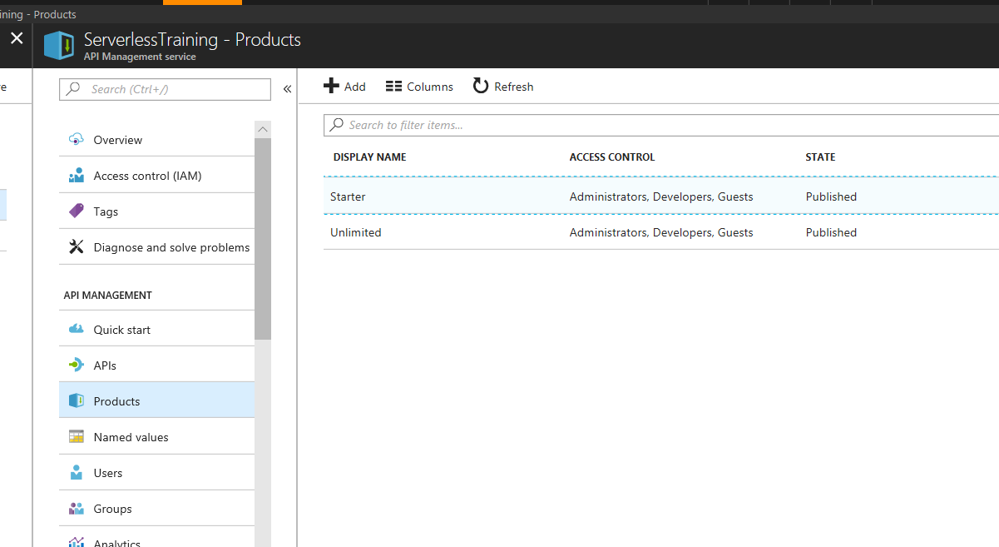 ining - Products
ServerlessTraining - Products
API Management service
e
Search (Ctrl+/)
«
Overview
Access control (IAM)
Tags
Diagnose and solve problems
API MANAGEMENT
Quick start
APIs
Products
Named values
Users
Groups
Analytics
Add Columns Refresh
Search to filter items...
DISPLAY NAME ACCESS CONTROL STATE
Starter Administrators, Developers, Guests Published
Unlimited Administrators, Developers, Guests Published